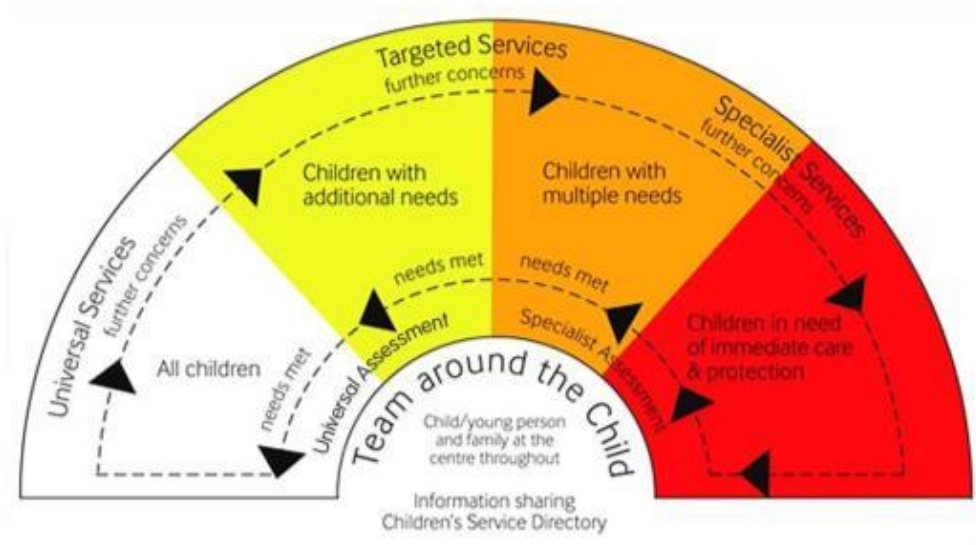 Universal Services
further concerns
All children
needs met
Universal Assessment
Targeted Services
further concerns
Children with
additional needs
needs met
Children with
multiple needs
needs met
Specialist Assessment
Specialist Services
further concerns
Children in need
of immediate care
& protection
Team around the Child
Child/young person
and family at the
centre throughout
Information sharing
Children's Service Directory